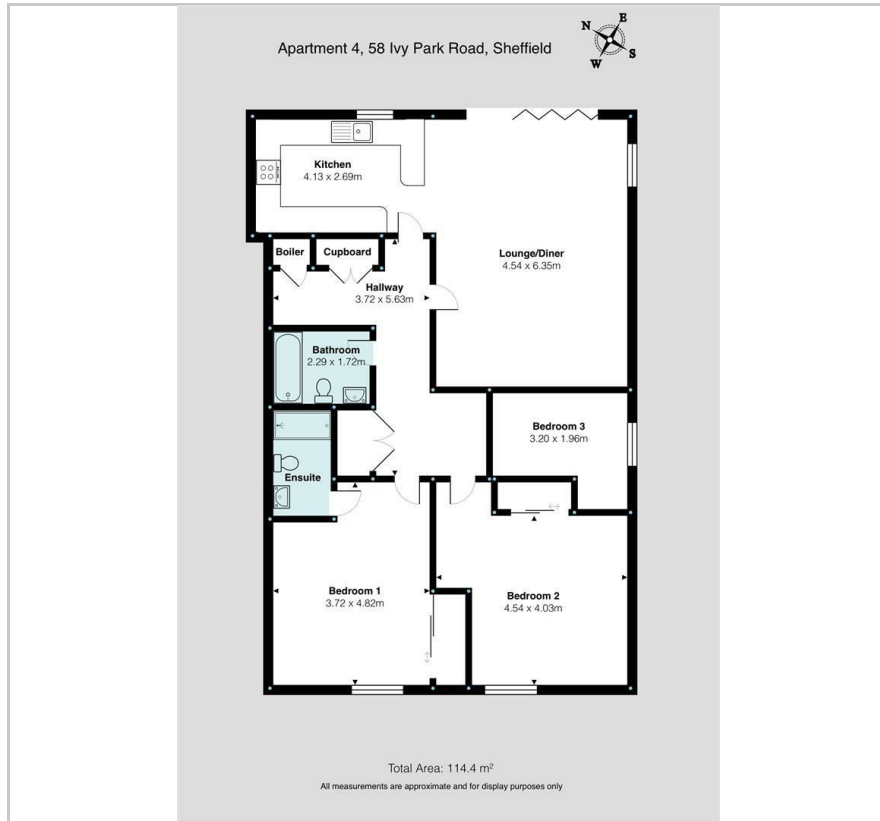 Apartment 4, 58 Ivy Park Road, Sheffield
N
E
W
S
Kitchen
4.13 x 2.69m
Boiler
Cupboard
Lounge/Diner
4.54 x 6.35m
Hallway
3.72 x 5.63m
Bathroom
2.29 x 1.72m
Bedroom 3
3.20 x 1.96m
Ensuite
Bedroom 1
3.72 x 4.82m
Bedroom 2
4.54 x 4.03m
Total Area: 114.4 m²
All measurements are approximate and for display purposes only